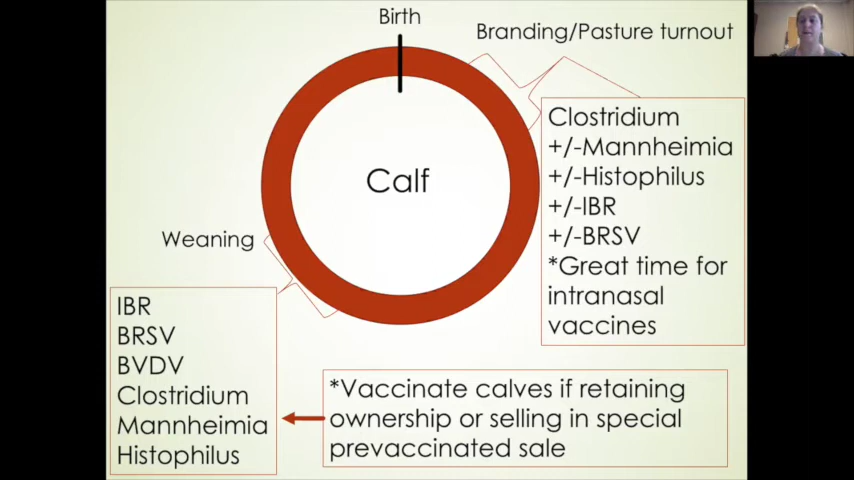 Birth
Branding/Pasture turnout
Clostridium
+/-Mannheimia
+/-Histophilus
+/-IBR
+/-BRSV
*Great time for
intranasal
vaccines
Calf
Weaning
IBR
BRSV
BVDV
Clostridium
Mannheimia
Histophilus
*Vaccinate calves if retaining
ownership or selling in special
prevaccinated sale